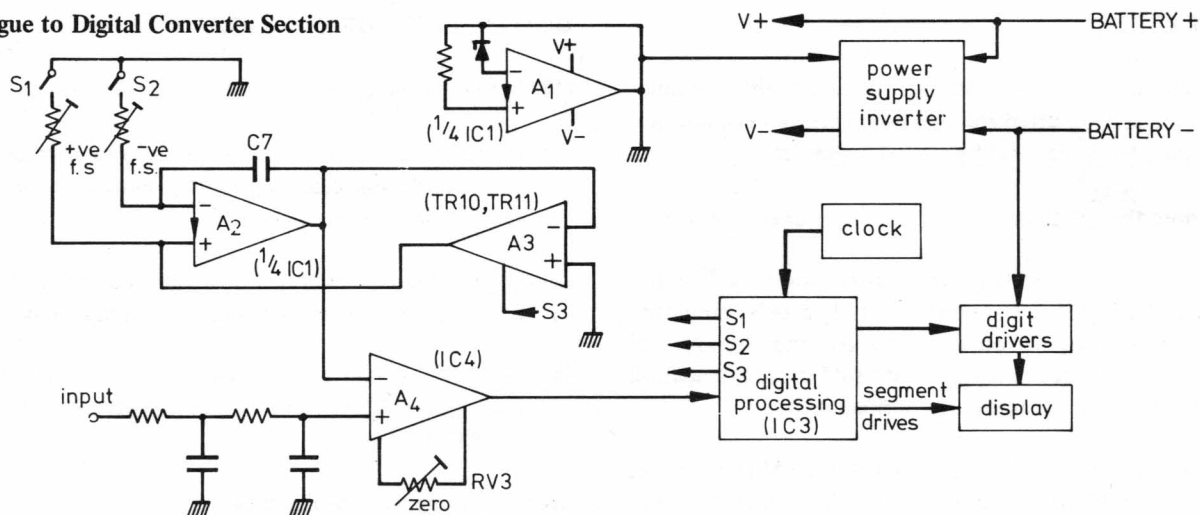 gue to Digital Converter Section
V+
BATTERY+
S1
S2
V+
A1
V-
(1/4 IC1)
power
supply
inverter
V-
BATTERY-
+ve
f.s
-ve
f.s.
C7
-
A2
+
(1/4 IC1)
(TR10,TR11)
-
A3
+
S3
clock
S1
S2
S3
digital
processing
(IC3)
segment
drives
digit
drivers
display
(IC4)
input
-
A4
+
RV3
zero